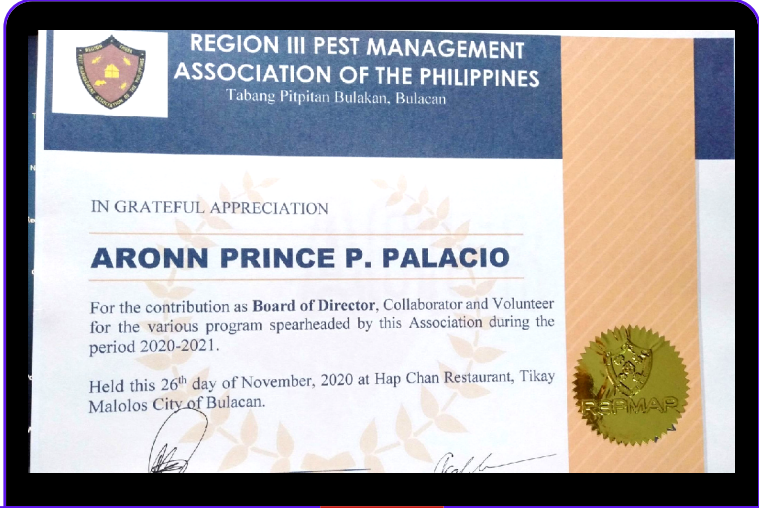 REGION III PEST MANAGEMENT
ASSOCIATION OF THE PHILIPPINES
Tabang Pitpitan Bulakan, Bulacan
IN GRATEFUL APPRECIATION
ARONN PRINCE P. PALACIO
For the contribution as Board of Director, Collaborator and Volunteer
for the various program spearheaded by this Association during the
period 2020-2021.
Held this 26th day of November, 2020 at Hap Chan Restaurant, Tikay
Malolos City of Bulacan.